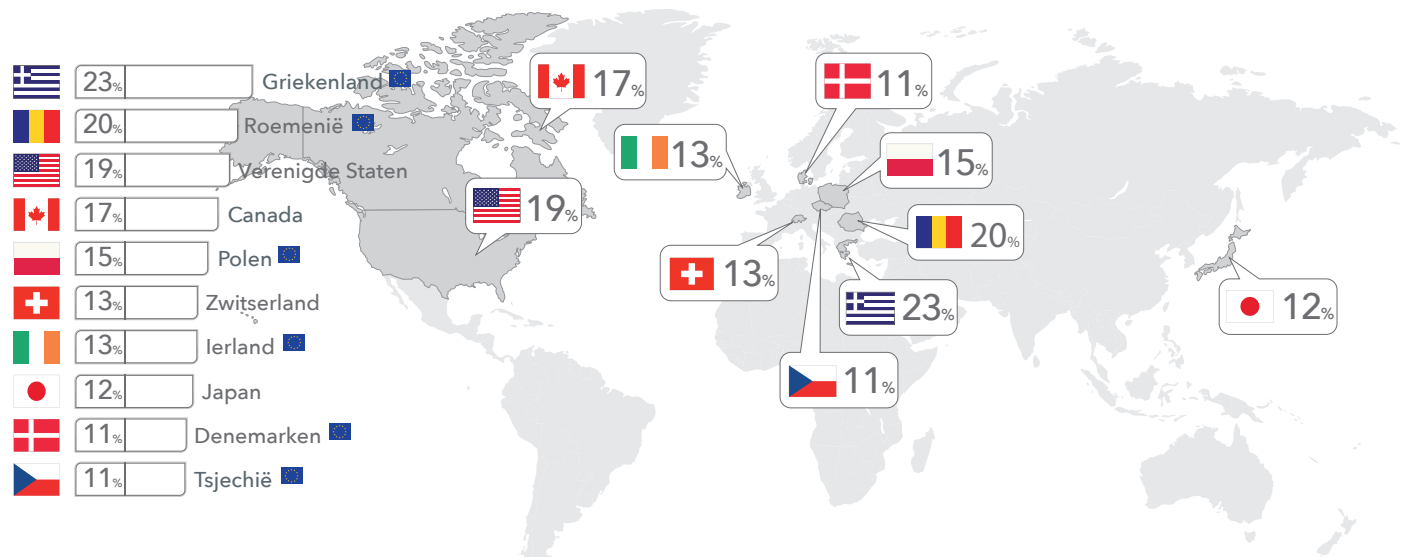 23% Griekenland
20% Roemenië
19% Verenigde Staten
17% Canada
15% Polen
13% Zwitserland
13% Ierland
12% Japan
11% Denemarken
11% Tsjechië
17%
11%
13%
15%
19%
20%
13%
23%
12%
11%